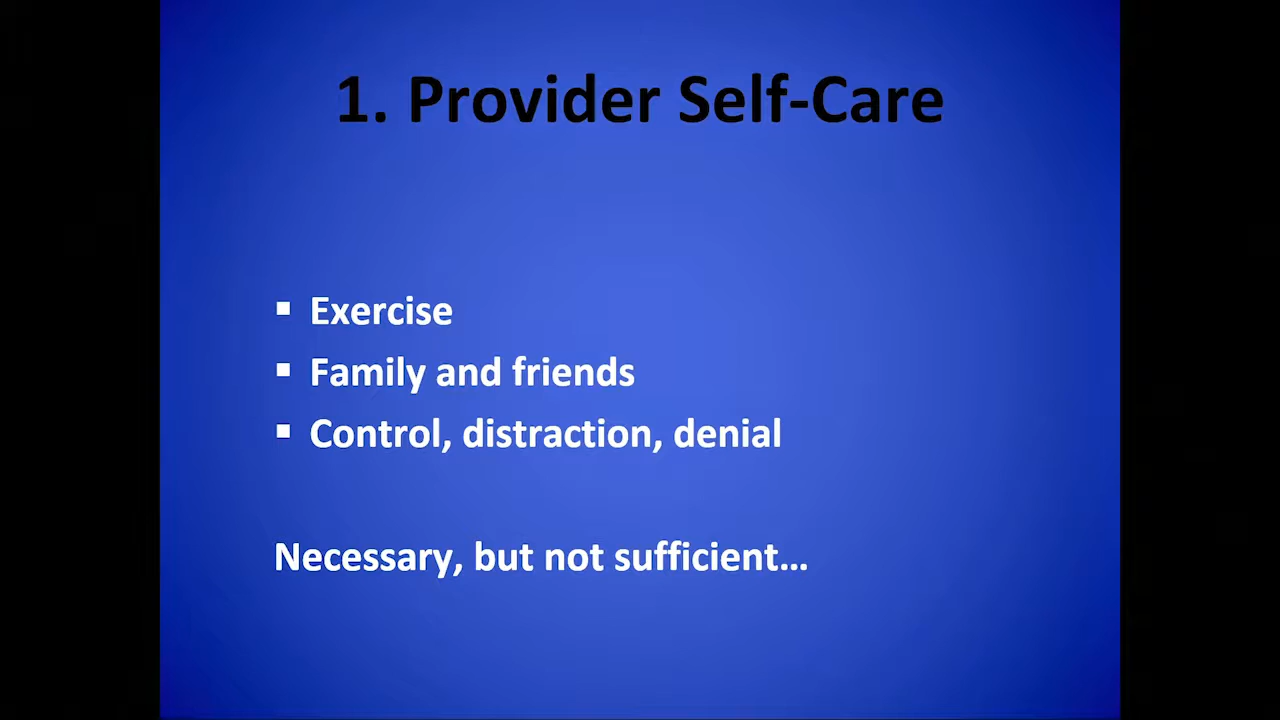 1. Provider Self-Care
▪ Exercise
▪ Family and friends
▪ Control, distraction, denial
Necessary, but not sufficient…